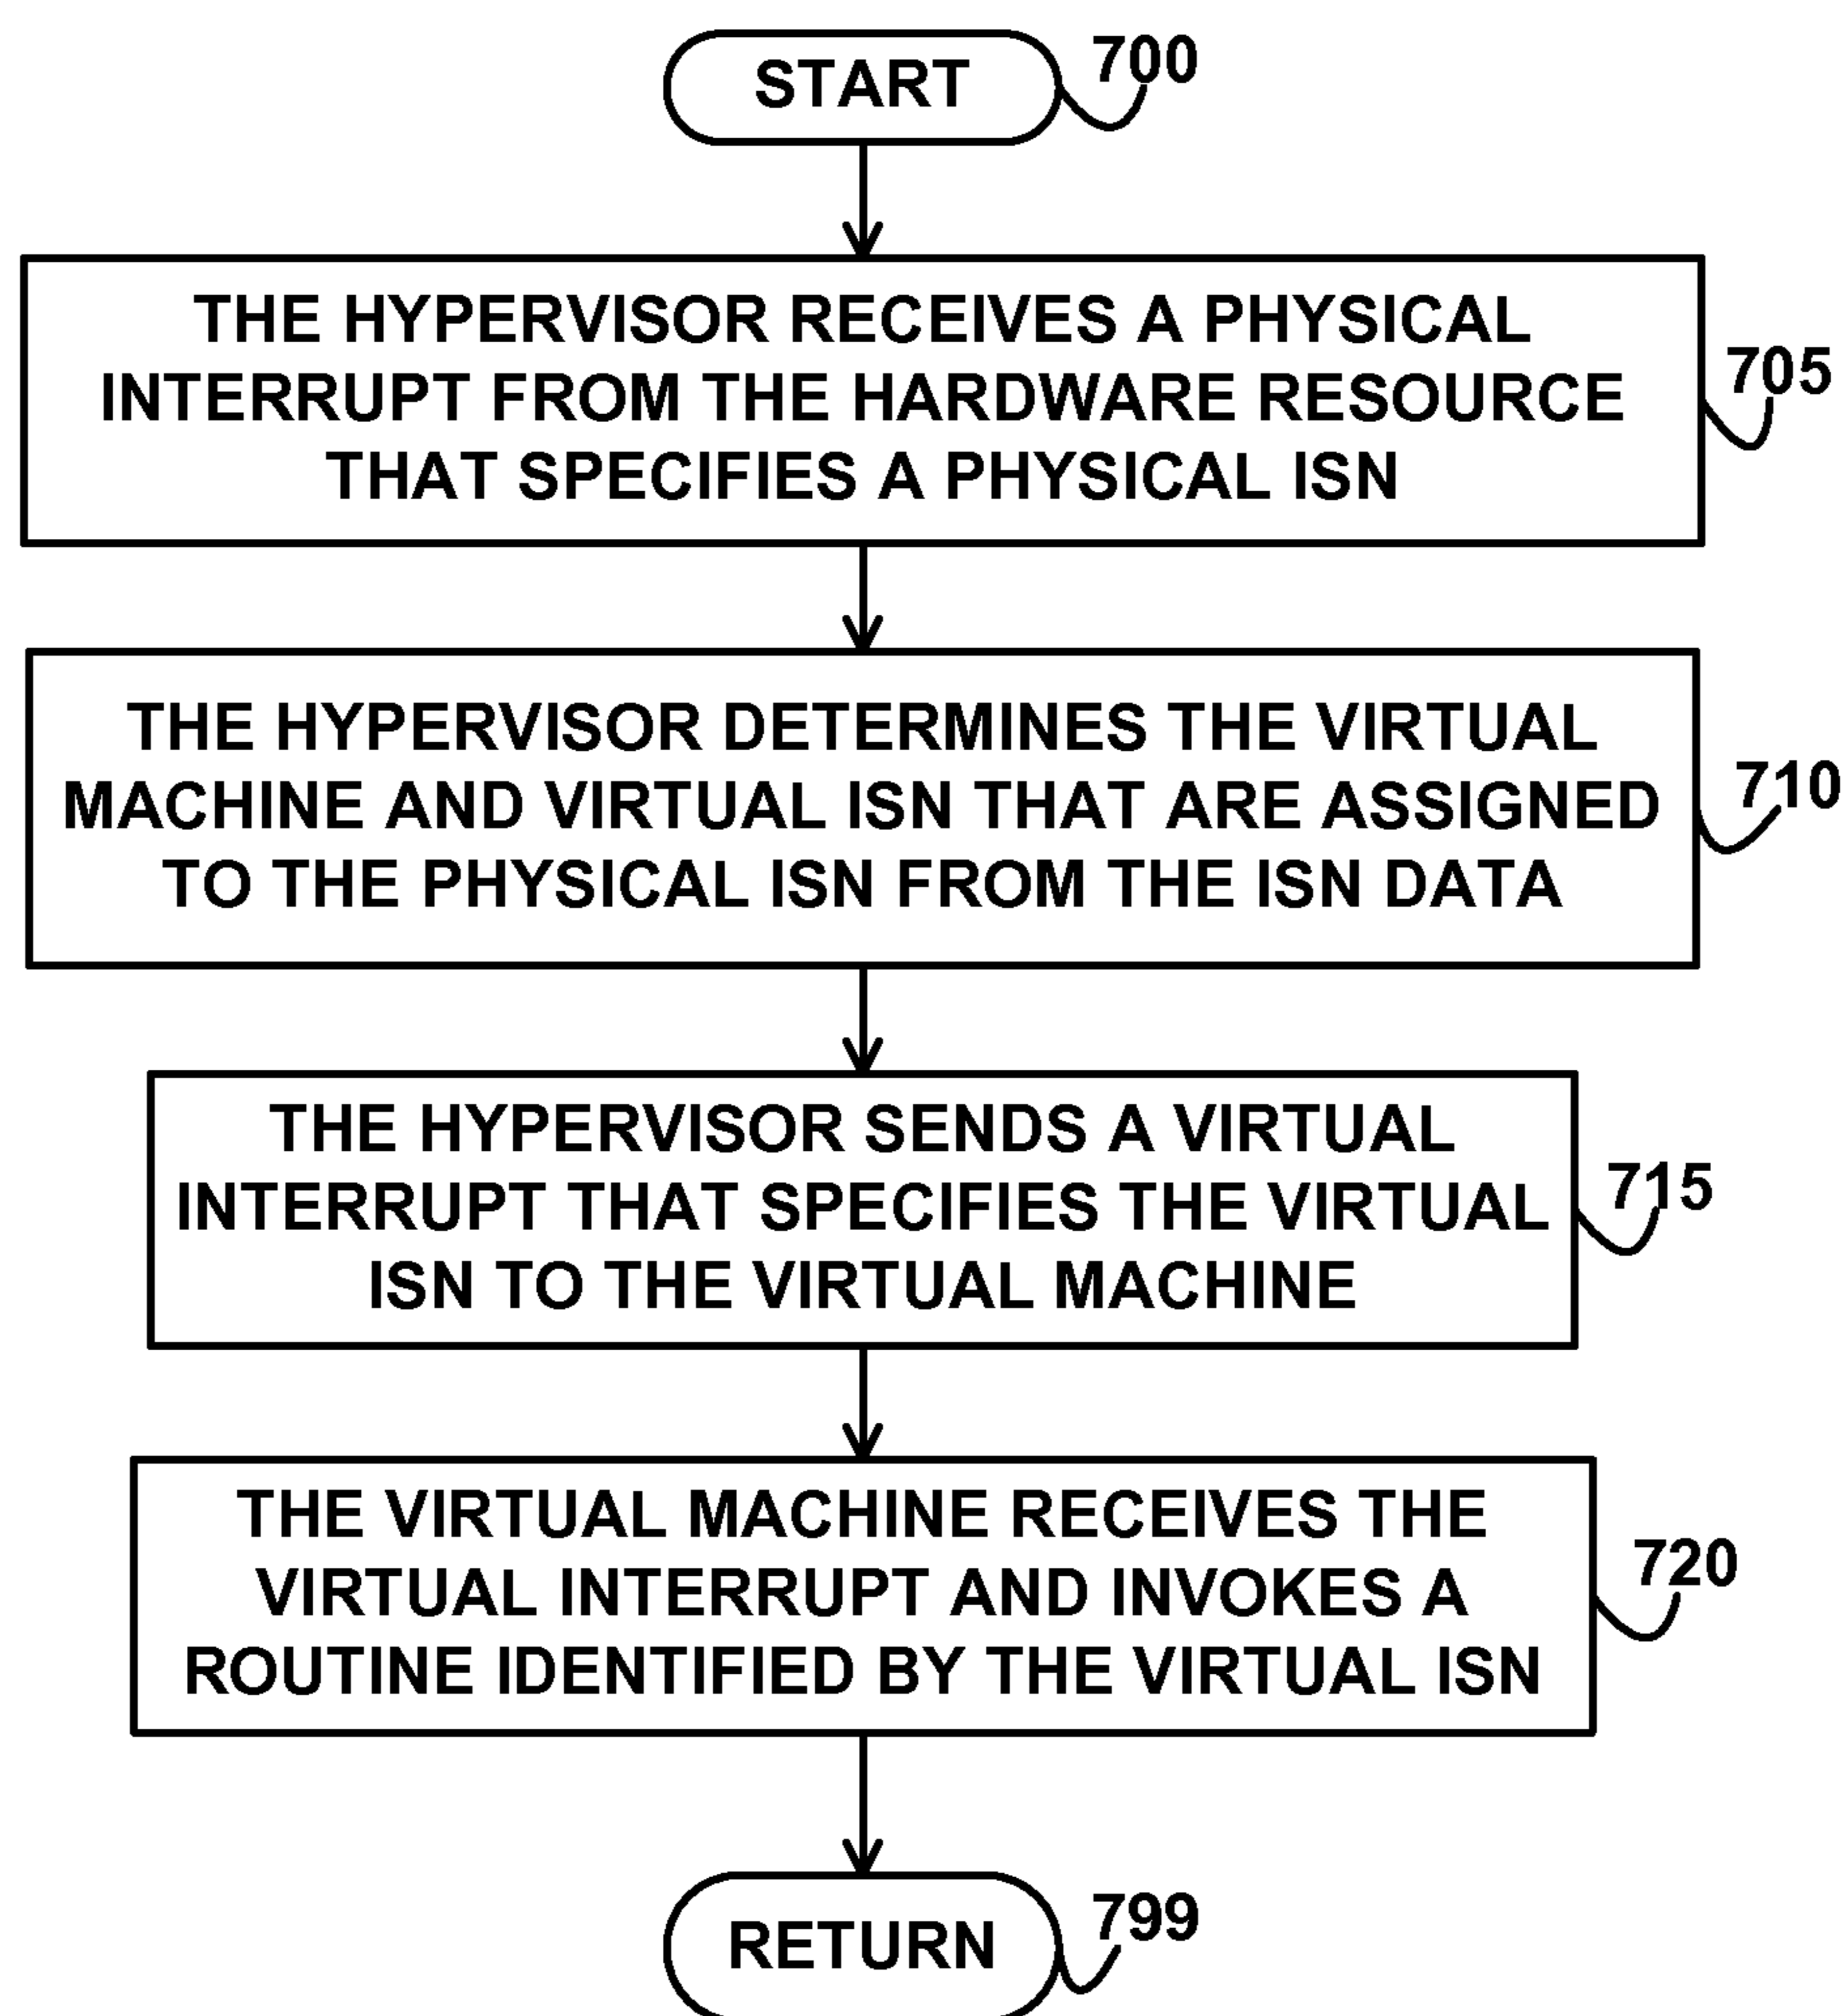 START
700
THE HYPERVISOR RECEIVES A PHYSICAL
INTERRUPT FROM THE HARDWARE RESOURCE
THAT SPECIFIES A PHYSICAL ISN
705
THE HYPERVISOR DETERMINES THE VIRTUAL
MACHINE AND VIRTUAL ISN THAT ARE ASSIGNED
TO THE PHYSICAL ISN FROM THE ISN DATA
710
THE HYPERVISOR SENDS A VIRTUAL
INTERRUPT THAT SPECIFIES THE VIRTUAL
ISN TO THE VIRTUAL MACHINE
715
THE VIRTUAL MACHINE RECEIVES THE
VIRTUAL INTERRUPT AND INVOKES A
ROUTINE IDENTIFIED BY THE VIRTUAL ISN
720
RETURN
799